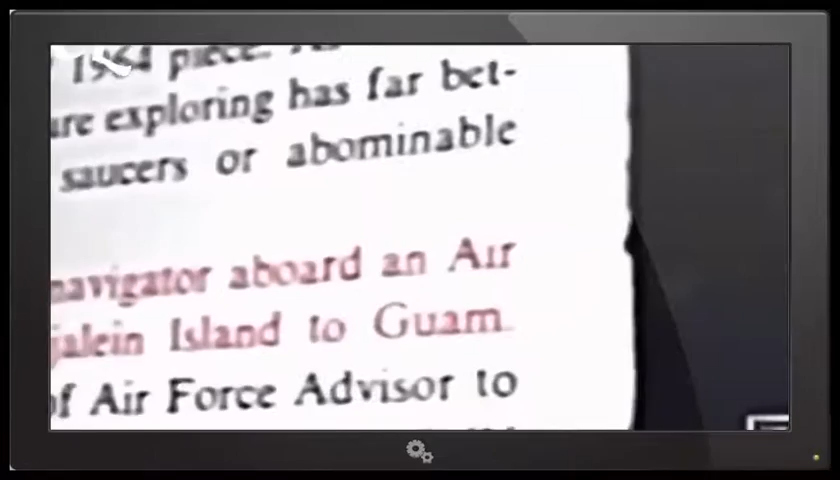 1964 piece.
are exploring has far bet-
saucers or abominable
navigator aboard an Air
jalein Island to Guam
of Air Force Advisor to